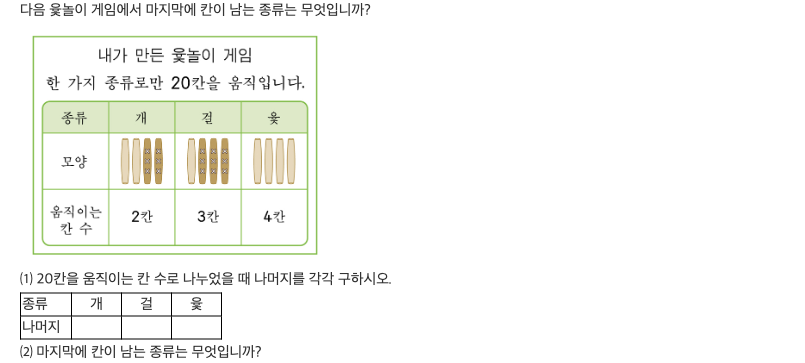 다음 윷놀이 게임에서 마지막에 칸이 남는 종류는 무엇입니까?
내가 만든 윷놀이 게임
한 가지 종류로만 20칸을 움직입니다.
종류 개 걸 윷
모양
움직이는 칸 수 2칸 3칸 4칸
(1) 20칸을 움직이는 칸 수로 나누었을 때 나머지를 각각 구하시오.
종류 개 걸 윷
나머지
(2) 마지막에 칸이 남는 종류는 무엇입니까?